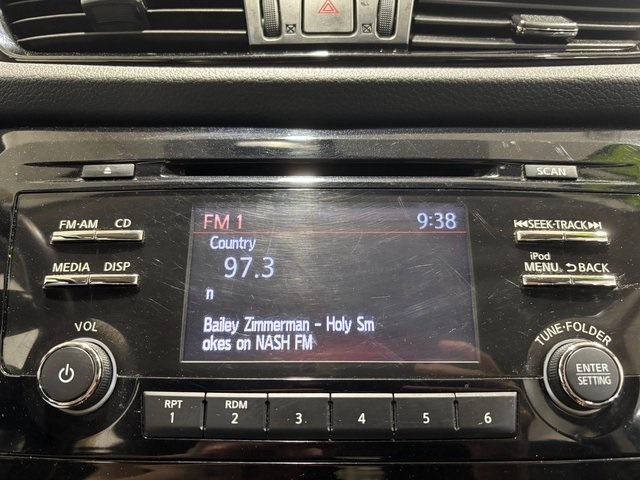 SCAN
FM 1 9:38
FM·AM CD
Country
SEEK·TRACK
97.3
iPod
MEDIA DISP
MENU BACK
n
VOL
Bailey Zimmerman - Holy Sm
okes on NASH FM
TUNE·FOLDER
ENTER
SETTING
RPT RDM
1 2 3 4 5 6